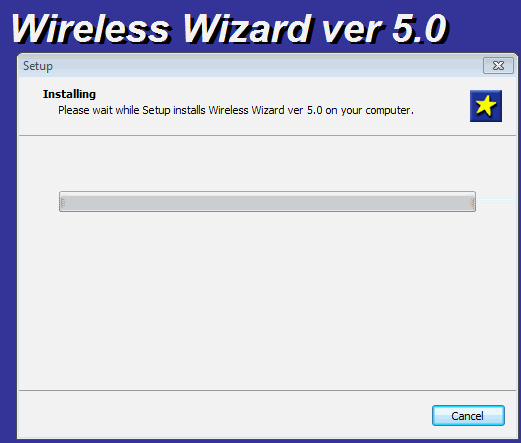 Wireless Wizard ver 5.0
Setup
Installing
Please wait while Setup installs Wireless Wizard ver 5.0 on your computer.
Cancel